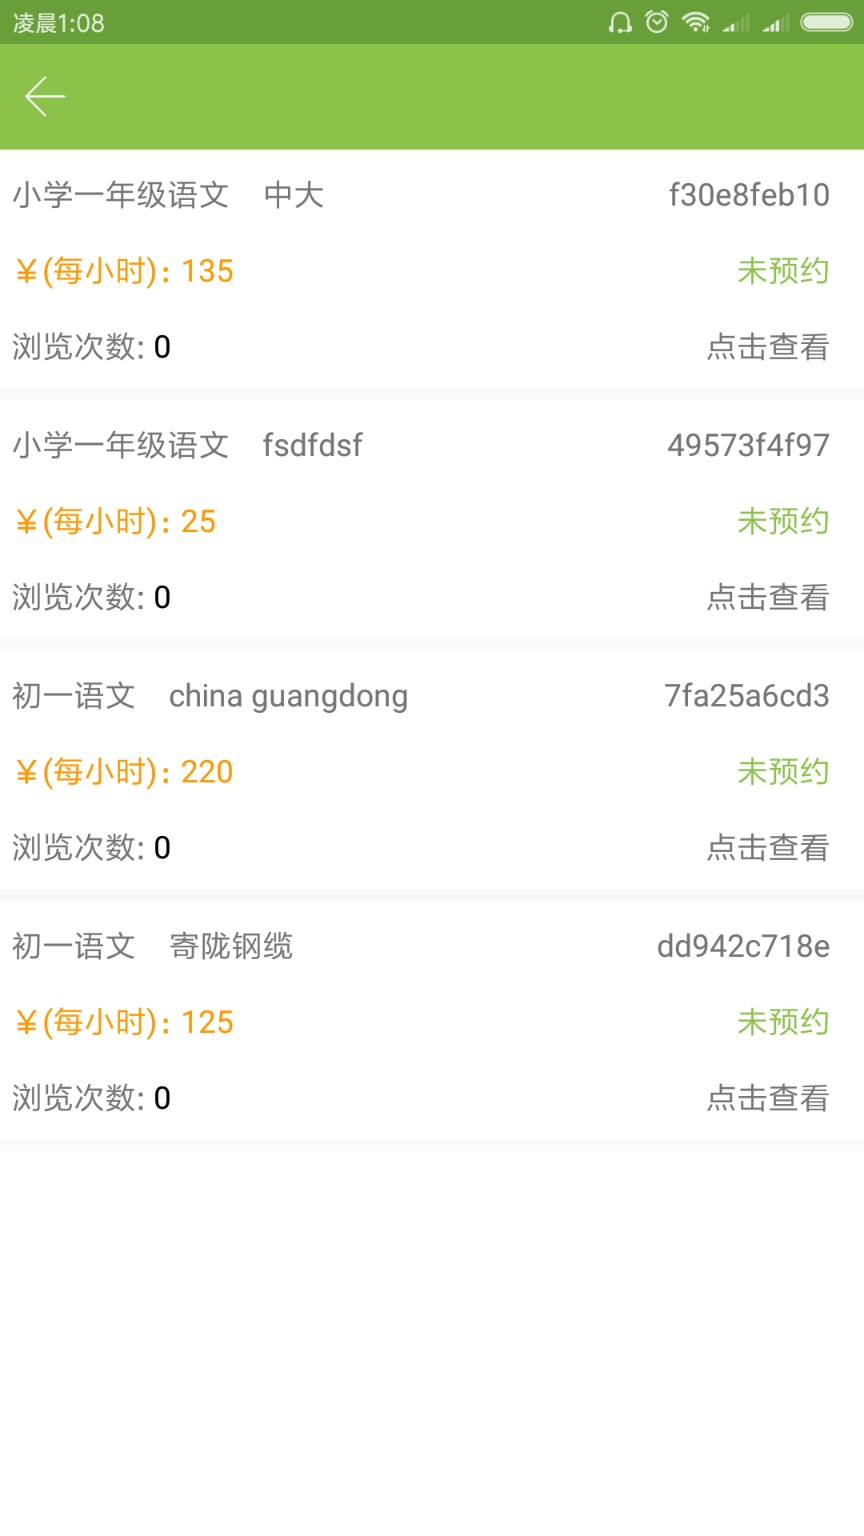 凌晨1:08
小学一年级语文 中大 f30e8feb10
￥(每小时): 135 未预约
浏览次数: 0 点击查看
小学一年级语文 fsdfdsf 49573f4f97
￥(每小时): 25 未预约
浏览次数: 0 点击查看
初一语文 china guangdong 7fa25a6cd3
￥(每小时): 220 未预约
浏览次数: 0 点击查看
初一语文 寄陇钢缆 dd942c718e
￥(每小时): 125 未预约
浏览次数: 0 点击查看